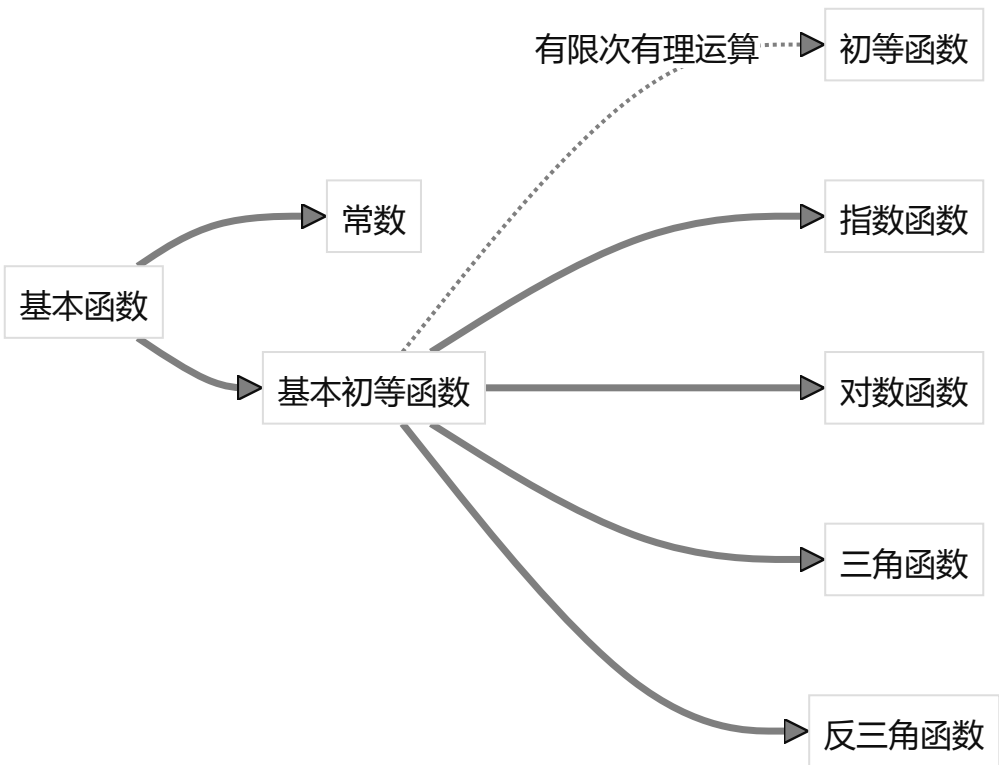 有限次有理运算
初等函数
常数
指数函数
基本函数
基本初等函数
对数函数
三角函数
反三角函数